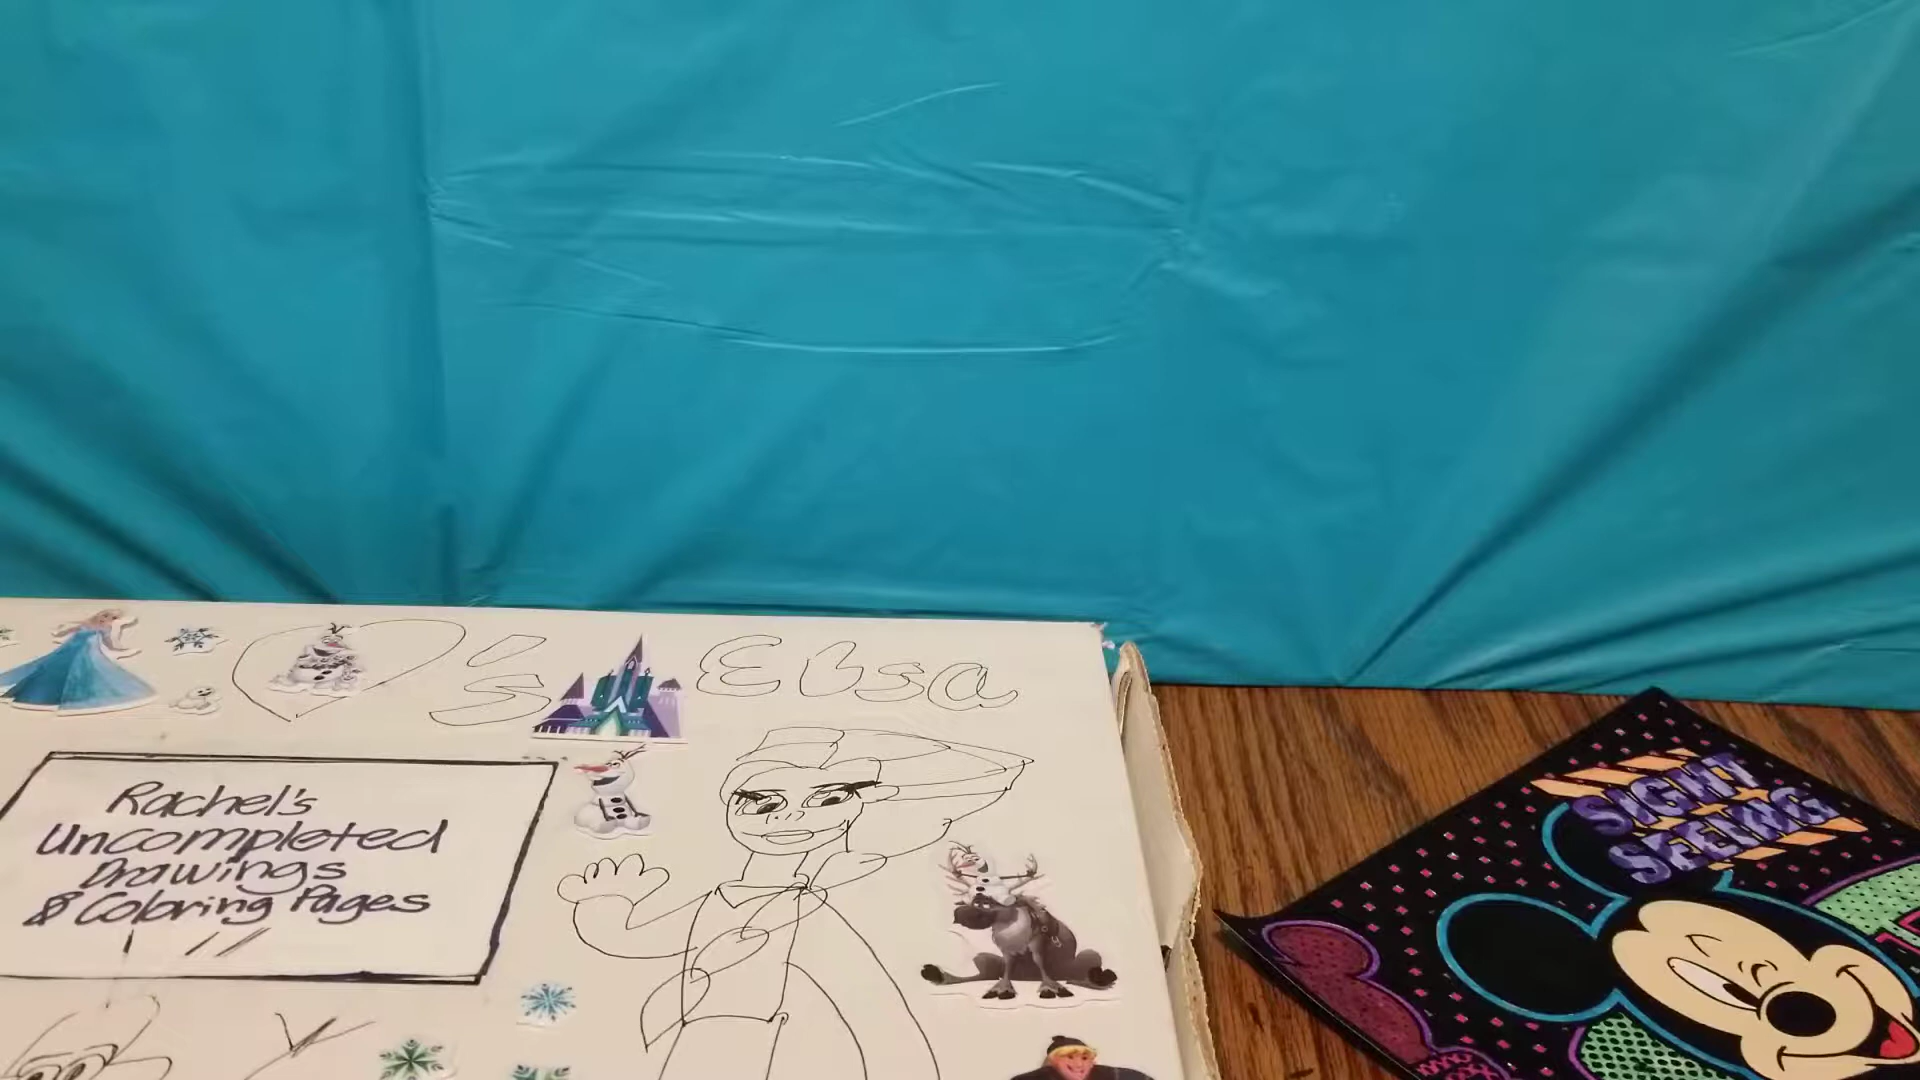 's Elsa
Rachel's
Uncompleted
Drawings
& Coloring Pages
SIGHT
SEEING